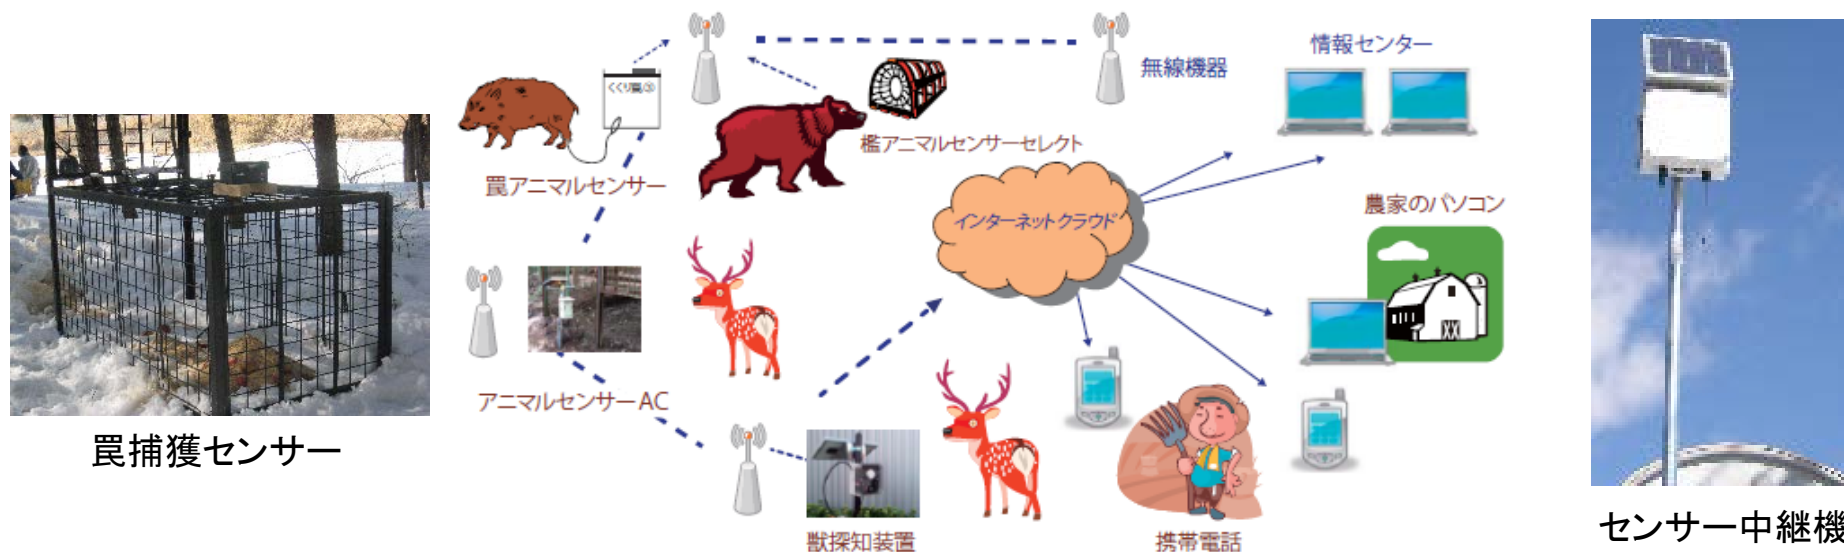 罠捕獲センサー
くくり罠③
罠アニマルセンサー
檻アニマルセンサーセレクト
無線機器
情報センター
インターネットクラウド
農家のパソコン
アニマルセンサーAC
獣探知装置
携帯電話
センサー中継機